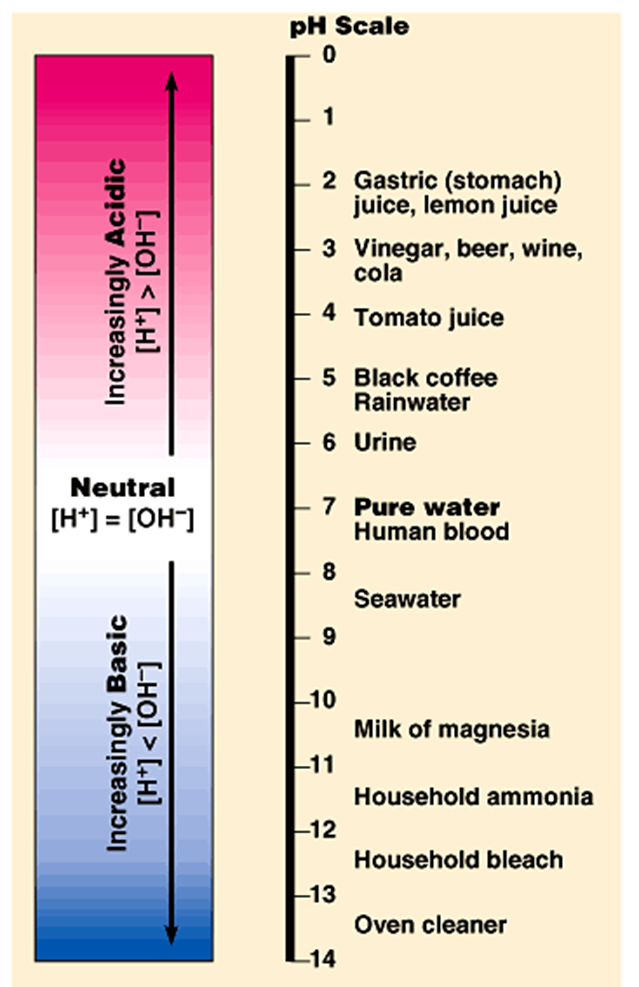 pH Scale
0
1
2 Gastric (stomach)
juice, lemon juice
3 Vinegar, beer, wine,
cola
4 Tomato juice
5 Black coffee
Rainwater
6 Urine
7 Pure water
Human blood
8
Seawater
9
10
Milk of magnesia
11
Household ammonia
12
Household bleach
13
Oven cleaner
14
Increasingly Acidic
[H⁺] > [OH⁻]
Neutral
[H⁺] = [OH⁻]
Increasingly Basic
[H⁺] < [OH⁻]